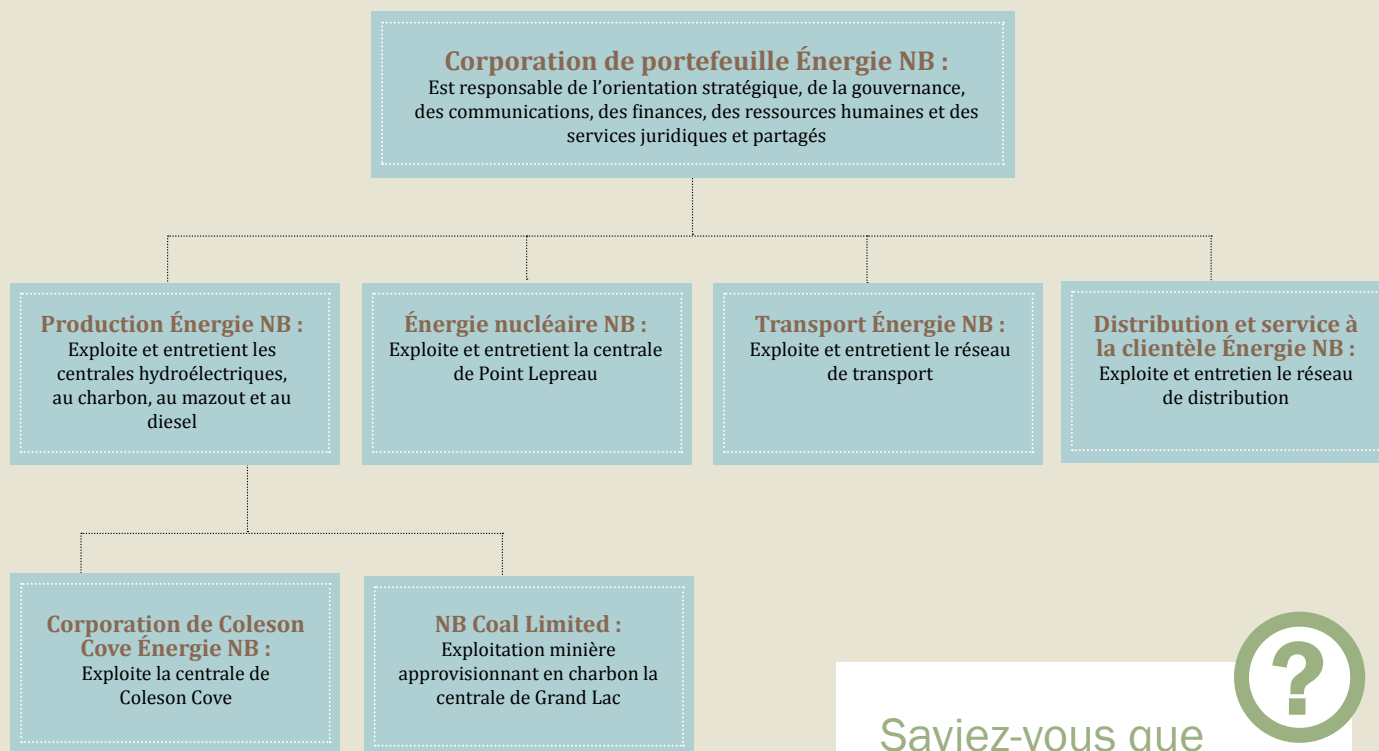 Corporation de portefeuille Énergie NB :
Est responsable de l'orientation stratégique, de la gouvernance,
des communications, des finances, des ressources humaines et des
services juridiques et partagés
Production Énergie NB :
Exploite et entretient les
centrales hydroélectriques,
au charbon, au mazout et au
diesel
Énergie nucléaire NB :
Exploite et entretient la centrale
de Point Lepreau
Transport Énergie NB :
Exploite et entretient le réseau
de transport
Distribution et service à
la clientèle Énergie NB :
Exploite et entretien le réseau
de distribution
Corporation de Coleson
Cove Énergie NB :
Exploite la centrale de
Coleson Cove
NB Coal Limited :
Exploitation minière
approvisionnant en charbon la
centrale de Grand Lac
?
Saviez-vous que